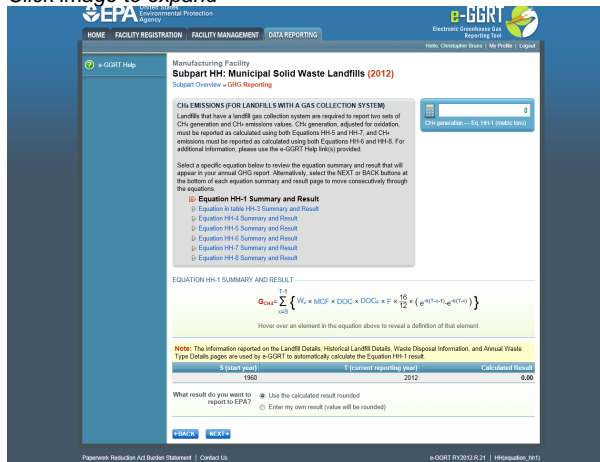 Click image to expand
United States
EPA Environmental Protection
Agency
e-GGRT
Electronic Greenhouse Gas
Reporting Tool
HOME FACILITY REGISTRATION FACILITY MANAGEMENT DATA REPORTING
Hello, Christopher Bruno | My Profile | Logout
? e-GGRT Help
Manufacturing Facility
Subpart HH: Municipal Solid Waste Landfills (2012)
Subpart Overview » GHG Reporting
CH4 EMISSIONS (FOR LANDFILLS WITH A GAS COLLECTION SYSTEM)
Landfills that have a landfill gas collection system are required to report two sets of
CH4 generation and CH4 emissions values. CH4 generation, adjusted for oxidation,
must be reported as calculated using both Equations HH-5 and HH-7, and CH4
emissions must be reported as calculated using both Equations HH-6 and HH-8. For
additional information, please use the e-GGRT Help link(s) provided.
Select a specific equation below to review the equation summary and result that will
appear in your annual GHG report. Alternatively, select the NEXT or BACK buttons at
the bottom of each equation summary and result page to move consecutively through
the equations.
Equation HH-1 Summary and Result
Equation in table HH-3 Summary and Result
Equation HH-4 Summary and Result
Equation HH-5 Summary and Result
Equation HH-6 Summary and Result
Equation HH-7 Summary and Result
Equation HH-8 Summary and Result
0
CH4 generation — Eq. HH-1 (metric tons)
EQUATION HH-1 SUMMARY AND RESULT
T-1
GCH4= Σ { Wx × MCF × DOC × DOCF × F × 16/12 × ( e-k(T-x-1)-e-k(T-x) ) }
x=S
Hover over an element in the equation above to reveal a definition of that element.
Note: The information reported on the Landfill Details, Historical Landfill Details, Waste Disposal Information, and Annual Waste
Type Details pages are used by e-GGRT to automatically calculate the Equation HH-1 result.
S (start year) T (current reporting year) Calculated Result
1960 2012 0.00
What result do you want to
report to EPA?
Use the calculated result rounded
Enter my own result (value will be rounded)
BACK NEXT
Paperwork Reduction Act Burden Statement | Contact Us e-GGRT RY2012.R.21 | HH(equation_hh1)